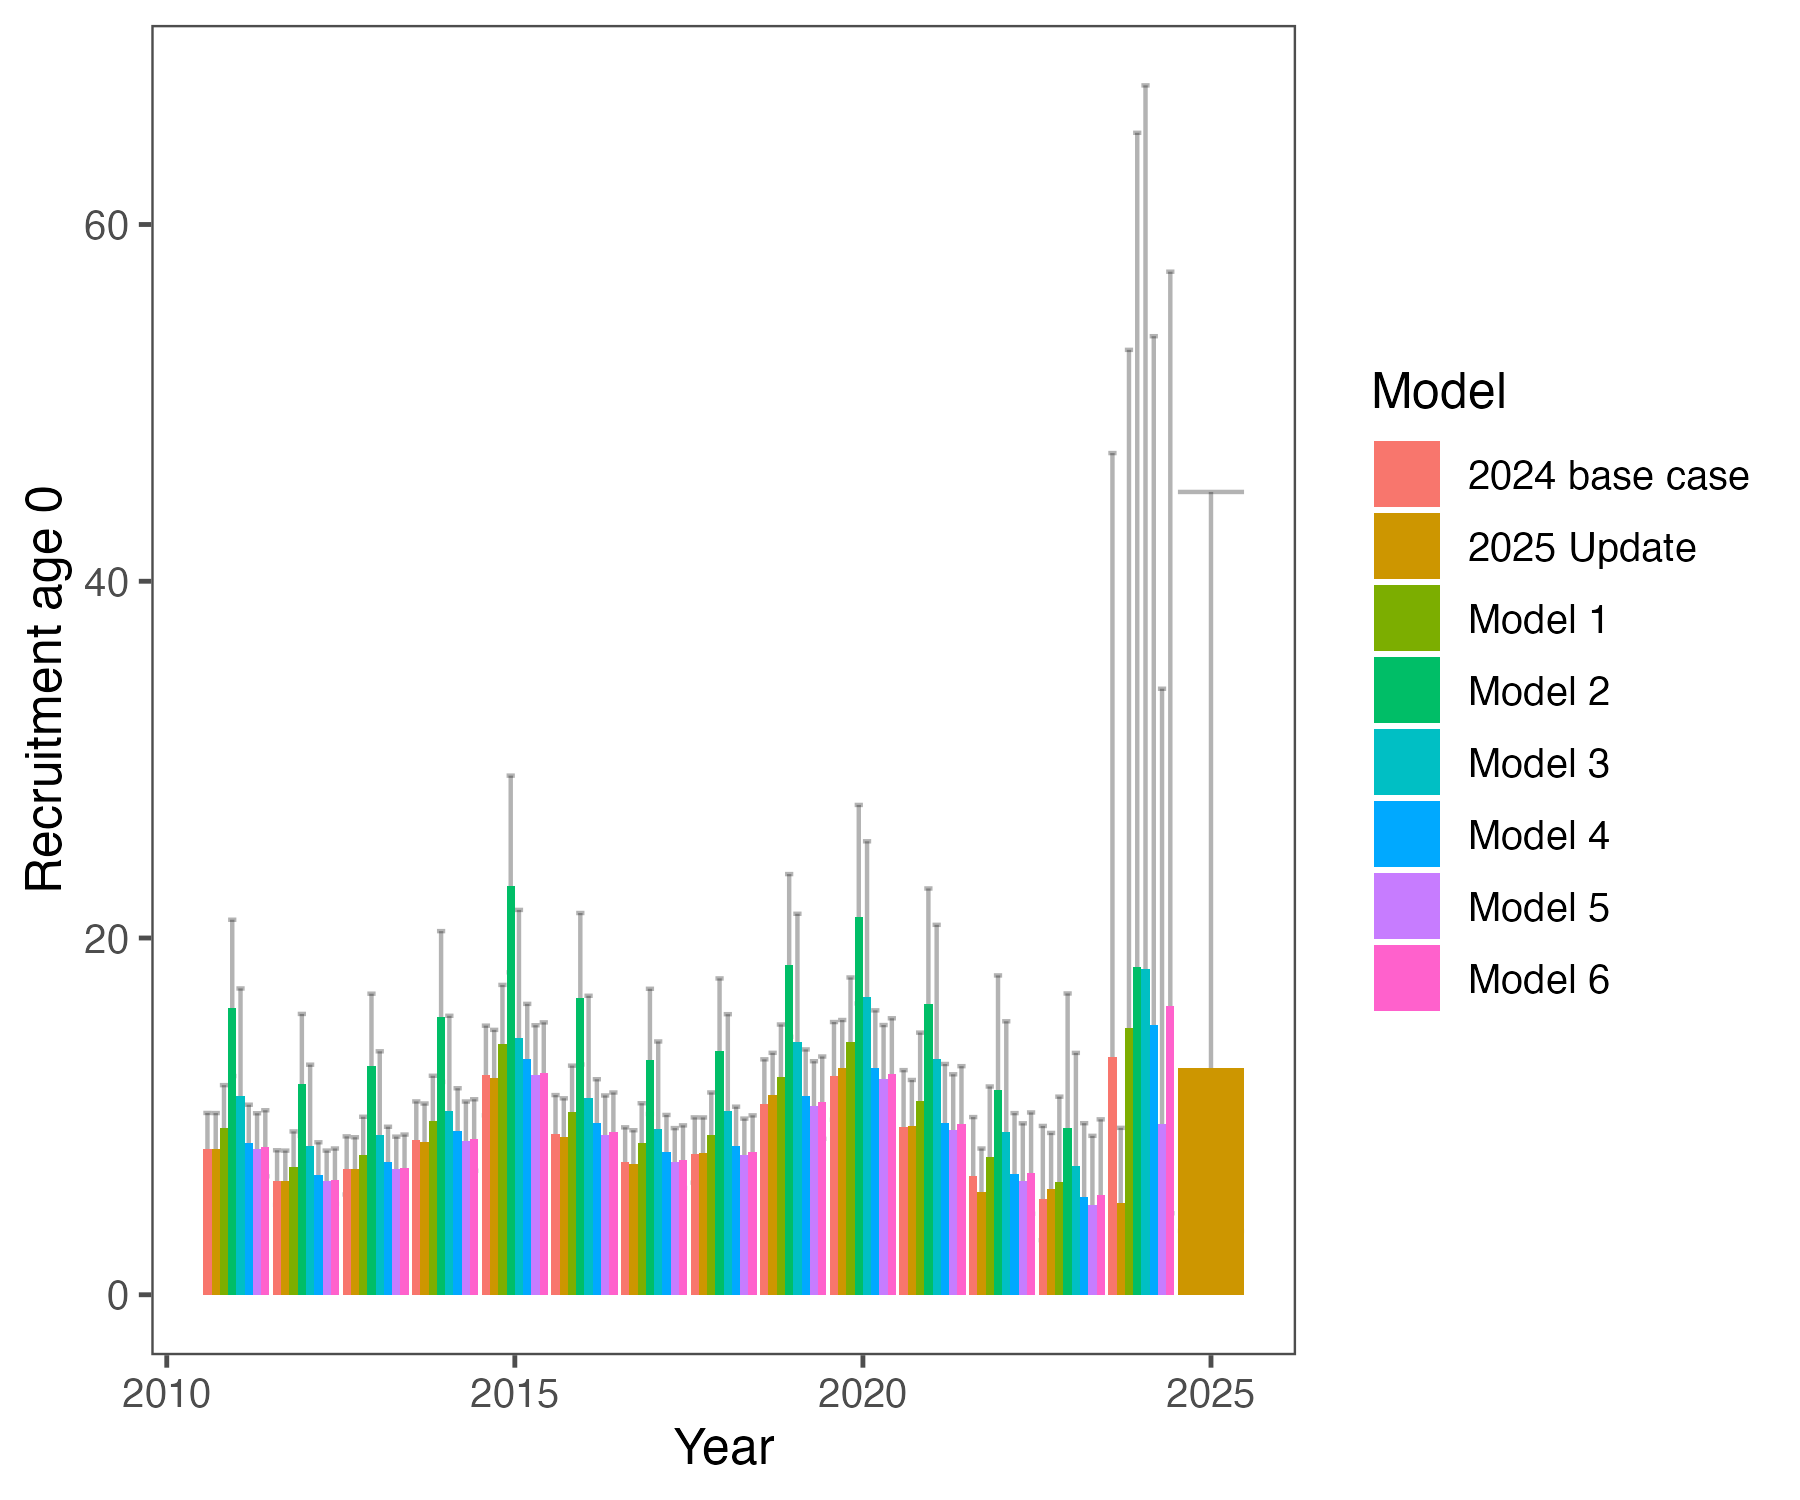 60
40
20
0
Recruitment age 0
2010
2015
2020
2025
Year
Model
2024 base case
2025 Update
Model 1
Model 2
Model 3
Model 4
Model 5
Model 6